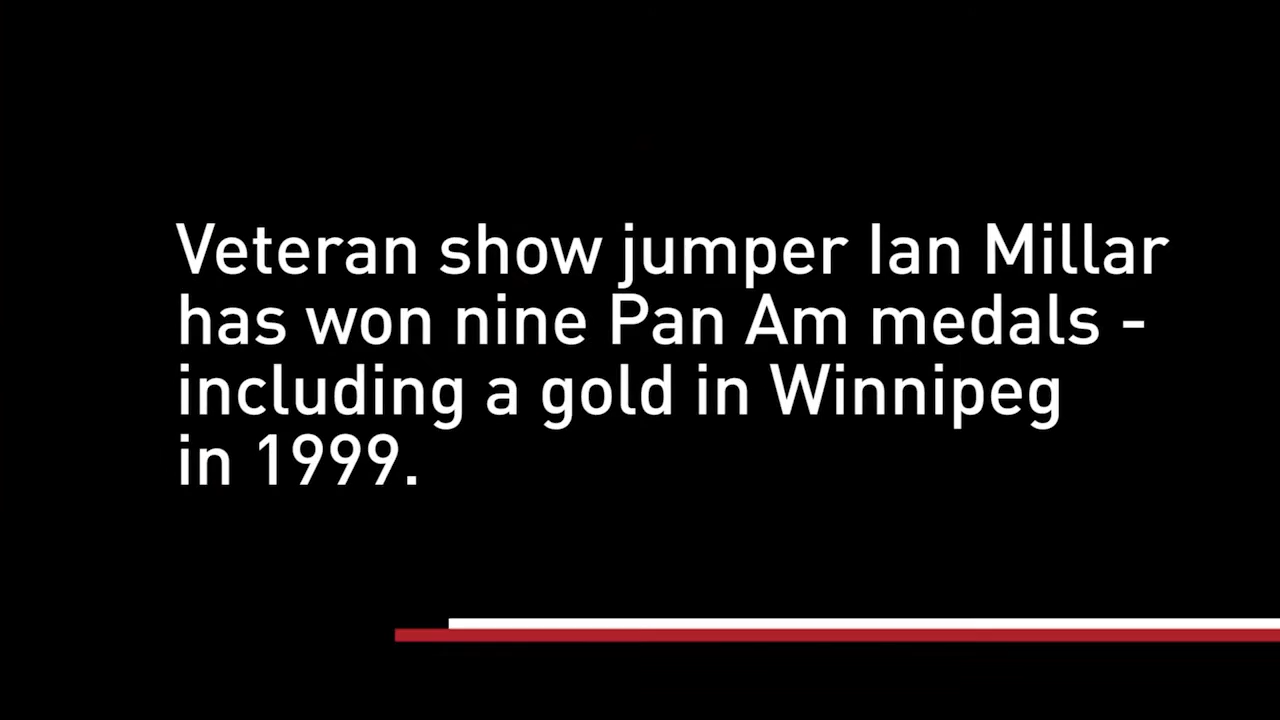 Veteran show jumper Ian Millar
has won nine Pan Am medals -
including a gold in Winnipeg
in 1999.